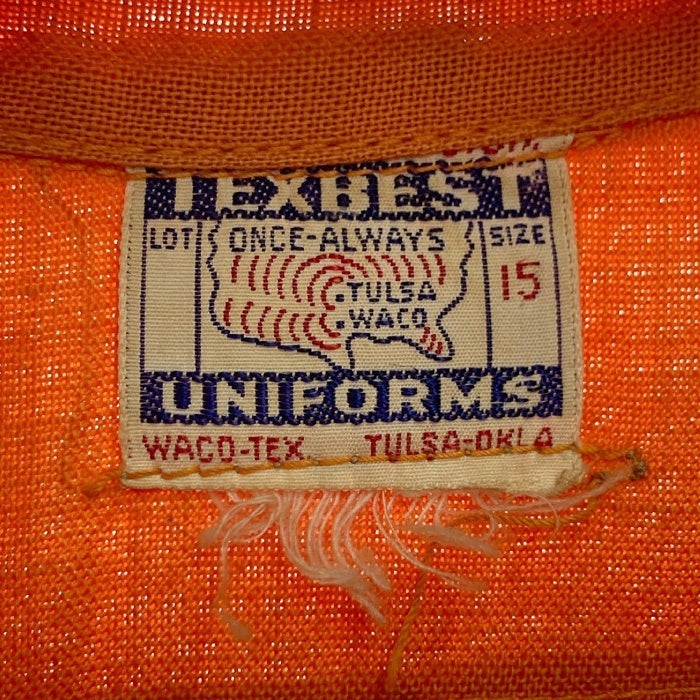 TEXBEST
LOT ONCE-ALWAYS SIZE
15
TULSA
WACO
UNIFORMS
WACO-TEX. TULSA-OKLA